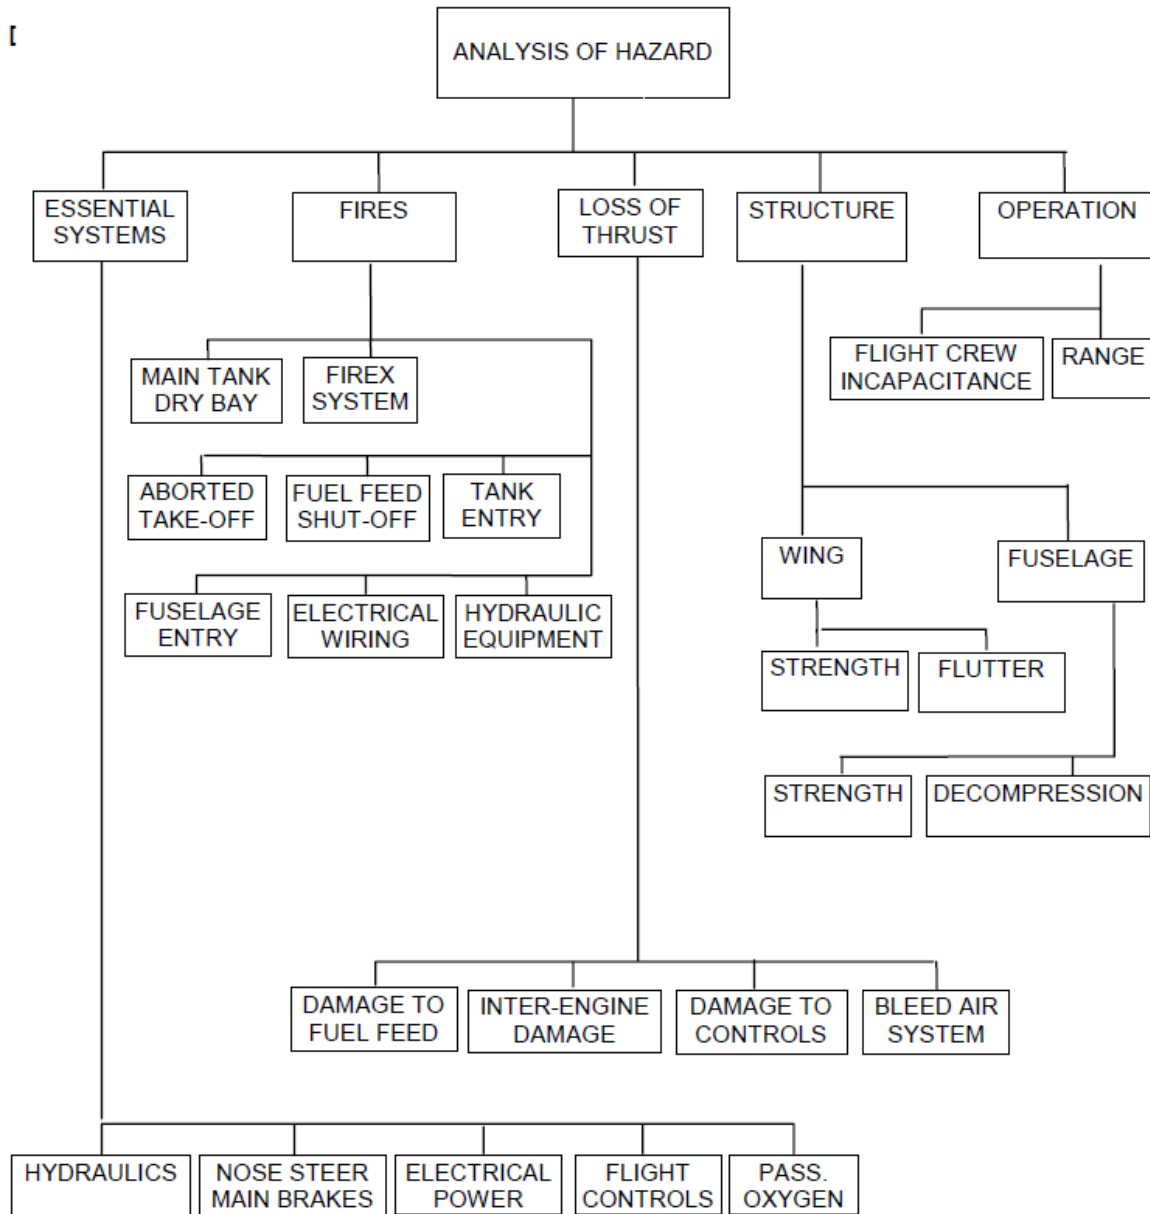 [
ANALYSIS OF HAZARD
ESSENTIAL
SYSTEMS
FIRES
LOSS OF
THRUST
STRUCTURE
OPERATION
MAIN TANK
DRY BAY
FIREX
SYSTEM
FLIGHT CREW
INCAPACITANCE
RANGE
ABORTED
TAKE-OFF
FUEL FEED
SHUT-OFF
TANK
ENTRY
WING
FUSELAGE
FUSELAGE
ENTRY
ELECTRICAL
WIRING
HYDRAULIC
EQUIPMENT
STRENGTH
FLUTTER
STRENGTH
DECOMPRESSION
DAMAGE TO
FUEL FEED
INTER-ENGINE
DAMAGE
DAMAGE TO
CONTROLS
BLEED AIR
SYSTEM
HYDRAULICS
NOSE STEER
MAIN BRAKES
ELECTRICAL
POWER
FLIGHT
CONTROLS
PASS.
OXYGEN